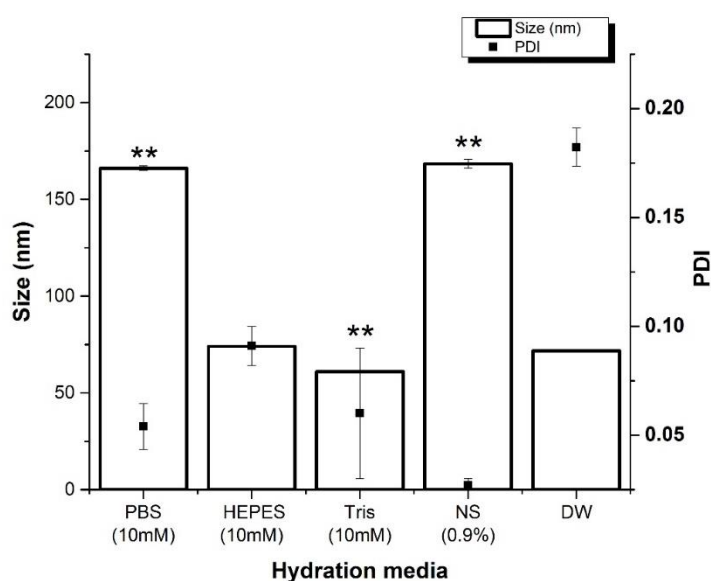 Size (nm)
PDI
200
150
100
50
0
Size (nm)
0.20
0.15
0.10
0.05
PDI
**
**
**
PBS
(10mM)
HEPES
(10mM)
Tris
(10mM)
NS
(0.9%)
DW
Hydration media